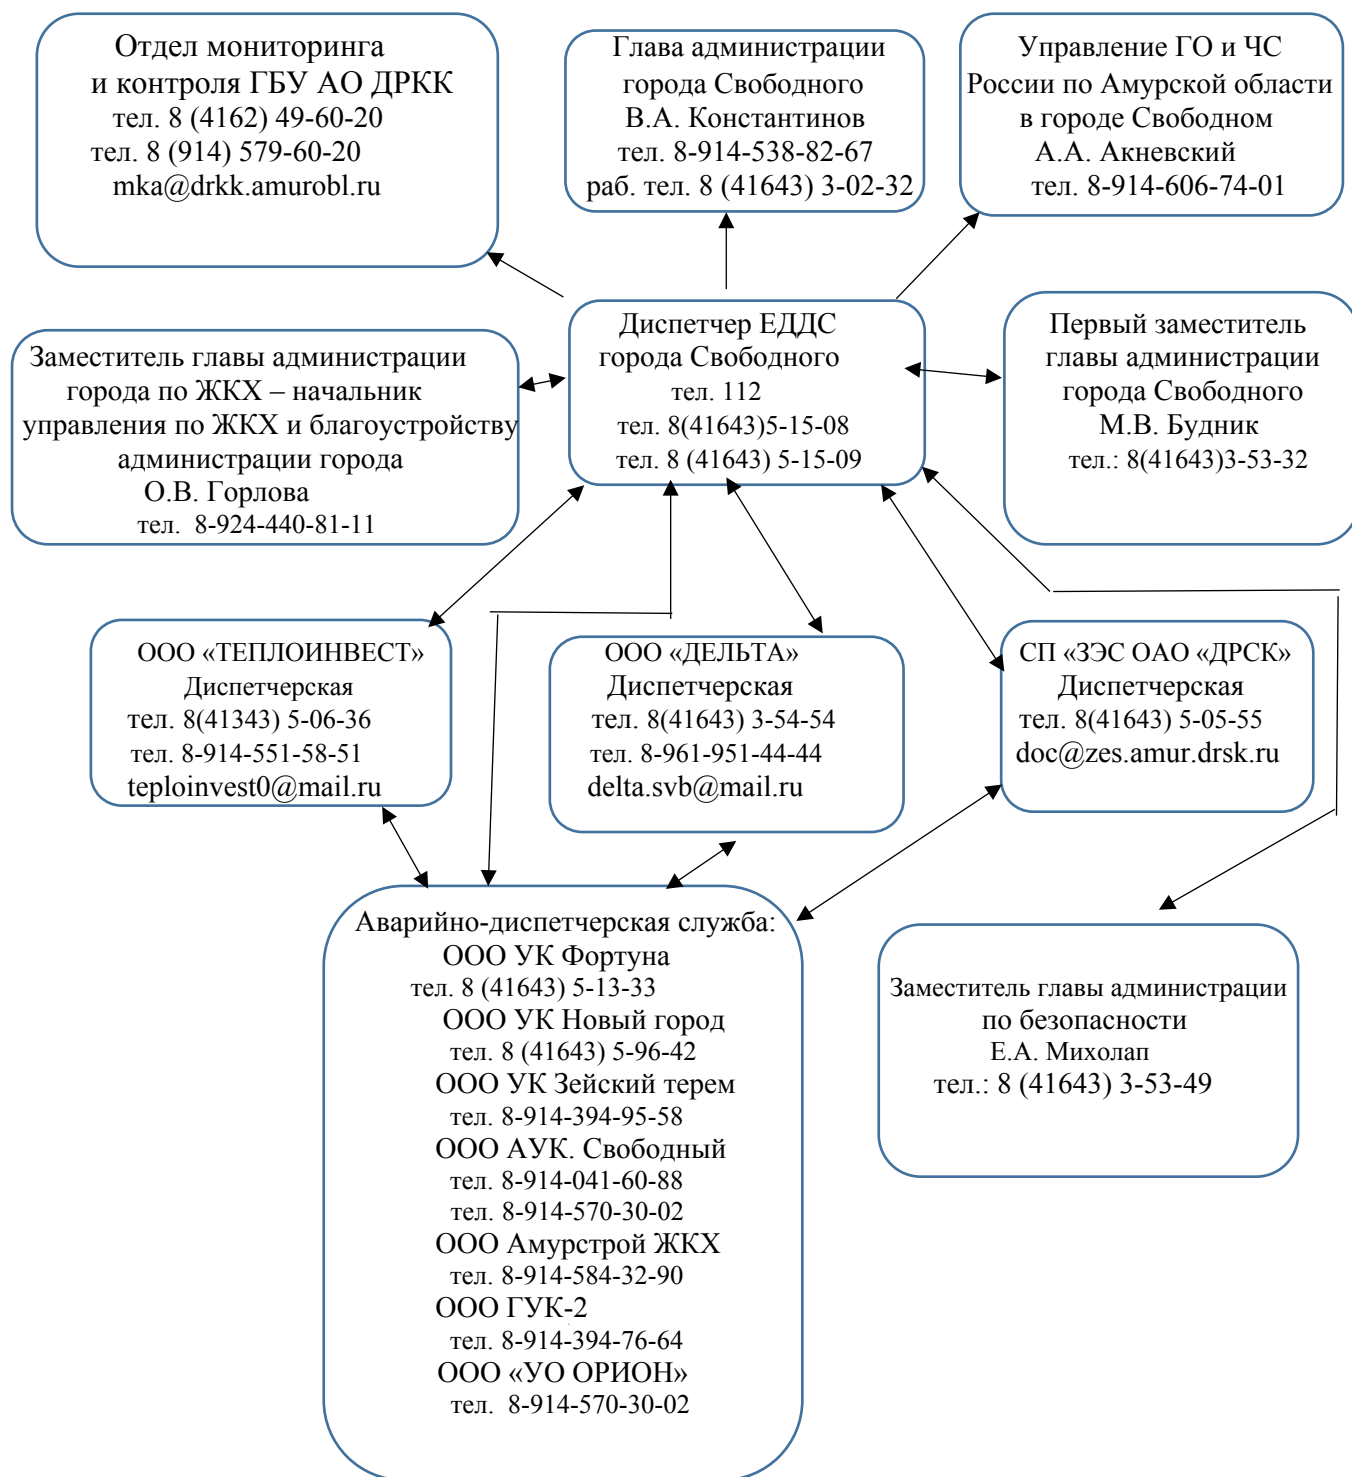 Отдел мониторинга
и контроля ГБУ АО ДРКК
тел. 8 (4162) 49-60-20
тел. 8 (914) 579-60-20
mka@drkk.amurobl.ru
Глава администрации
города Свободного
В.А. Константинов
тел. 8-914-538-82-67
раб. тел. 8 (41643) 3-02-32
Управление ГО и ЧС
России по Амурской области
в городе Свободном
А.А. Акневский
тел. 8-914-606-74-01
Заместитель главы администрации
города по ЖКХ – начальник
управления по ЖКХ и благоустройству
администрации города
О.В. Горлова
тел. 8-924-440-81-11
Диспетчер ЕДДС
города Свободного
тел. 112
тел. 8(41643)5-15-08
тел. 8 (41643) 5-15-09
Первый заместитель
главы администрации
города Свободного
М.В. Будник
тел.: 8(41643)3-53-32
ООО «ТЕПЛОИНВЕСТ»
Диспетчерская
тел. 8(41343) 5-06-36
тел. 8-914-551-58-51
teploinvest0@mail.ru
ООО «ДЕЛЬТА»
Диспетчерская
тел. 8(41643) 3-54-54
тел. 8-961-951-44-44
delta.svb@mail.ru
СП «ЗЭС ОАО «ДРСК»
Диспетчерская
тел. 8(41643) 5-05-55
doc@zes.amur.drsk.ru
Аварийно-диспетчерская служба:
ООО УК Фортуна
тел. 8 (41643) 5-13-33
ООО УК Новый город
тел. 8 (41643) 5-96-42
ООО УК Зейский терем
тел. 8-914-394-95-58
ООО АУК. Свободный
тел. 8-914-041-60-88
тел. 8-914-570-30-02
ООО Амурстрой ЖКХ
тел. 8-914-584-32-90
ООО ГУК-2
тел. 8-914-394-76-64
ООО «УО ОРИОН»
тел. 8-914-570-30-02
Заместитель главы администрации
по безопасности
Е.А. Михолап
тел.: 8 (41643) 3-53-49